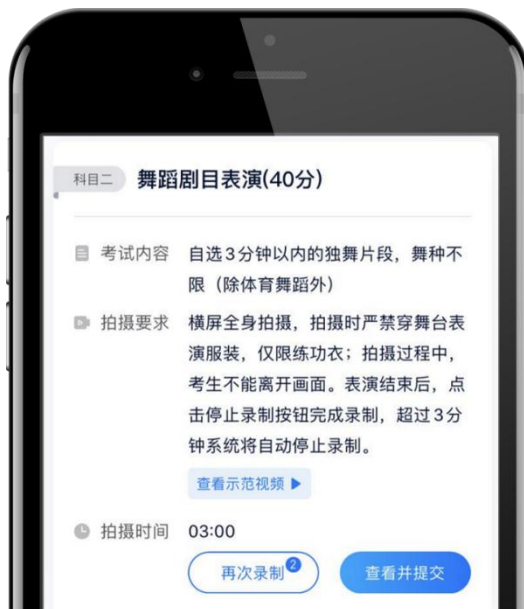 科目二 舞蹈剧目表演(40分)
考试内容 自选3分钟以内的独舞片段，舞种不
限（除体育舞蹈外）
拍摄要求 横屏全身拍摄，拍摄时严禁穿舞台表
演服装，仅限练功衣；拍摄过程中，
考生不能离开画面。表演结束后，点
击停止录制按钮完成录制，超过3分
钟系统将自动停止录制。
查看示范视频
拍摄时间 03:00
再次录制 2 查看并提交